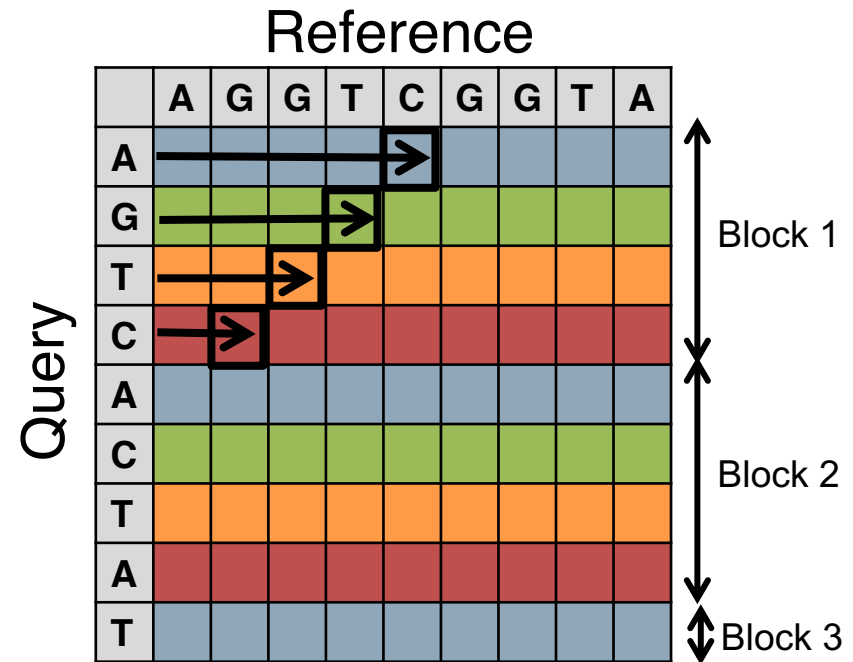 Reference
A G G T C G G T A
A
G
T
C
A
C
T
A
T
Query
Block 1
Block 2
Block 3